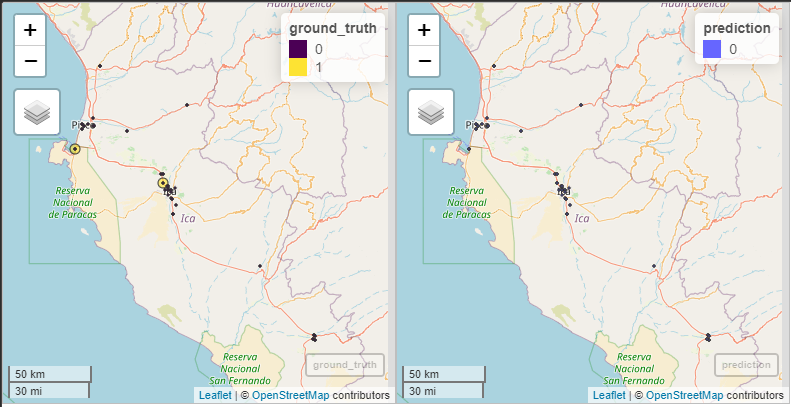 Huancavelica
+
−
ground_truth
0
1
Reserva
Nacional
de Paracas
Ica
Reserva
Nacional
San Fernando
50 km
30 mi
ground_truth
Leaflet | © OpenStreetMap contributors
Huancavelica
+
−
prediction
0
Reserva
Nacional
de Paracas
Ica
Reserva
Nacional
San Fernando
50 km
30 mi
prediction
Leaflet | © OpenStreetMap contributors